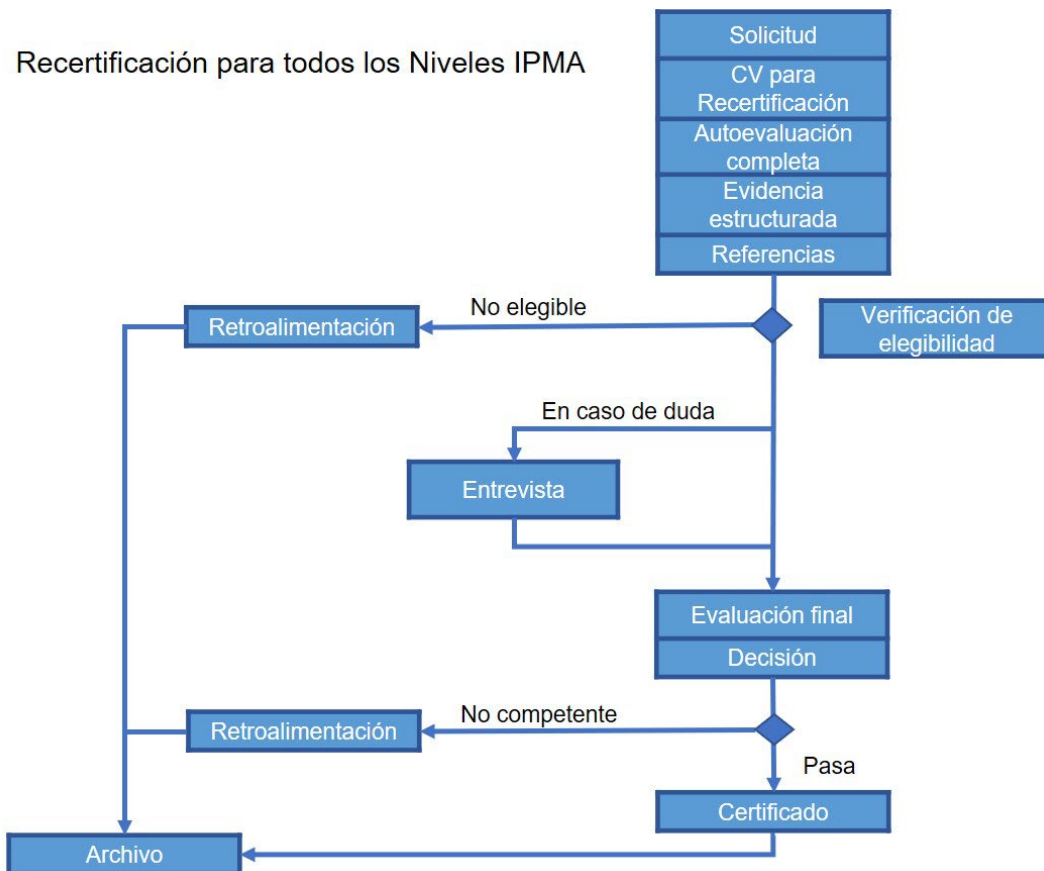 Recertificación para todos los Niveles IPMA
Solicitud
CV para
Recertificación
Autoevaluación
completa
Evidencia
estructurada
Referencias
No elegible
Retroalimentación
Verificación de
elegibilidad
En caso de duda
Entrevista
Evaluación final
Decisión
No competente
Retroalimentación
Pasa
Certificado
Archivo